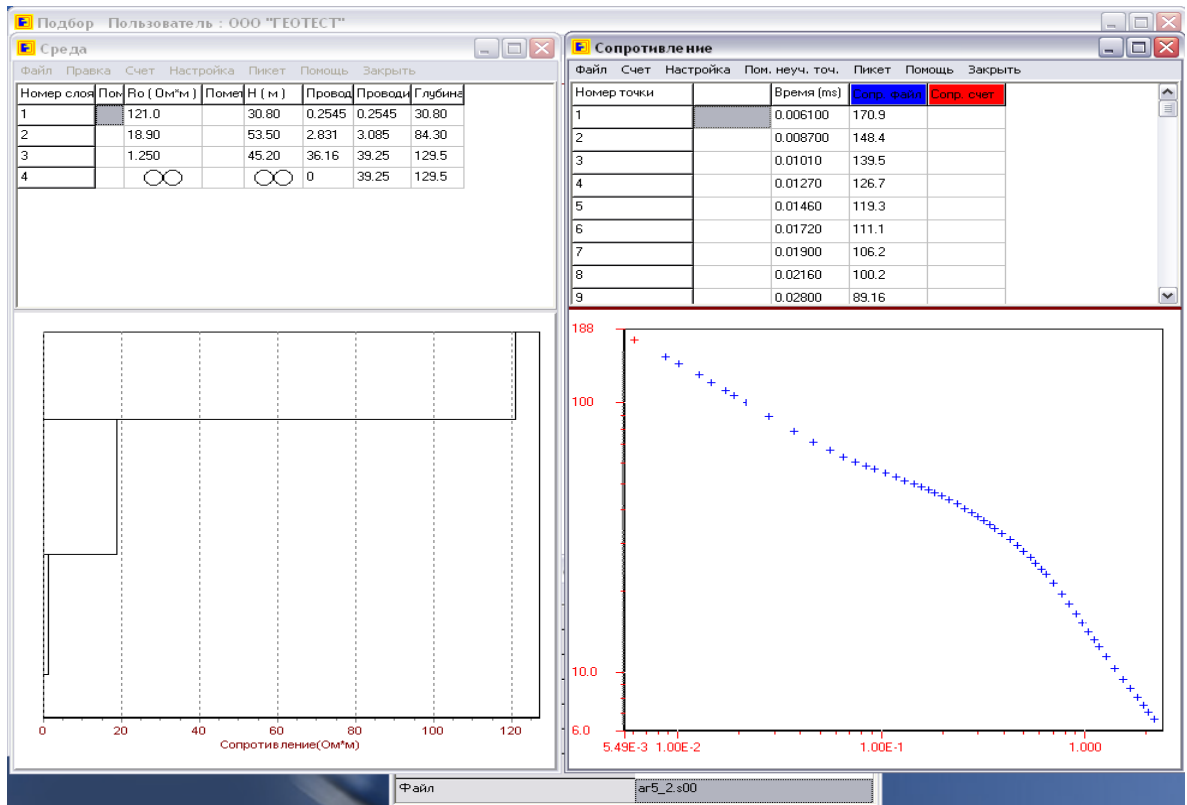 Подбор Пользователь : ООО "ГЕОТЕСТ"
Среда
Файл Правка Счет Настройка Пикет Помощь Закрыть
Номер слоя Пом Ro ( Ом*м ) Помет H ( м ) Провод Проводи Глубина
1 121.0 30.80 0.2545 0.2545 30.80
2 18.90 53.50 2.831 3.085 84.30
3 1.250 45.20 36.16 39.25 129.5
4 0 39.25 129.5
0 20 40 60 80 100 120
Сопротивление(Ом*м)
Сопротивление
Файл Счет Настройка Пом. неуч. точ. Пикет Помощь Закрыть
Номер точки Время (ms) Сопр. файл Сопр. счет.
1 0.006100 170.9
2 0.008700 148.4
3 0.01010 139.5
4 0.01270 126.7
5 0.01460 119.3
6 0.01720 111.1
7 0.01900 106.2
8 0.02160 100.2
9 0.02800 89.16
188
100
10.0
6.0
5.49E-3 1.00E-2 1.00E-1 1.000
Файл ar5_2.s00